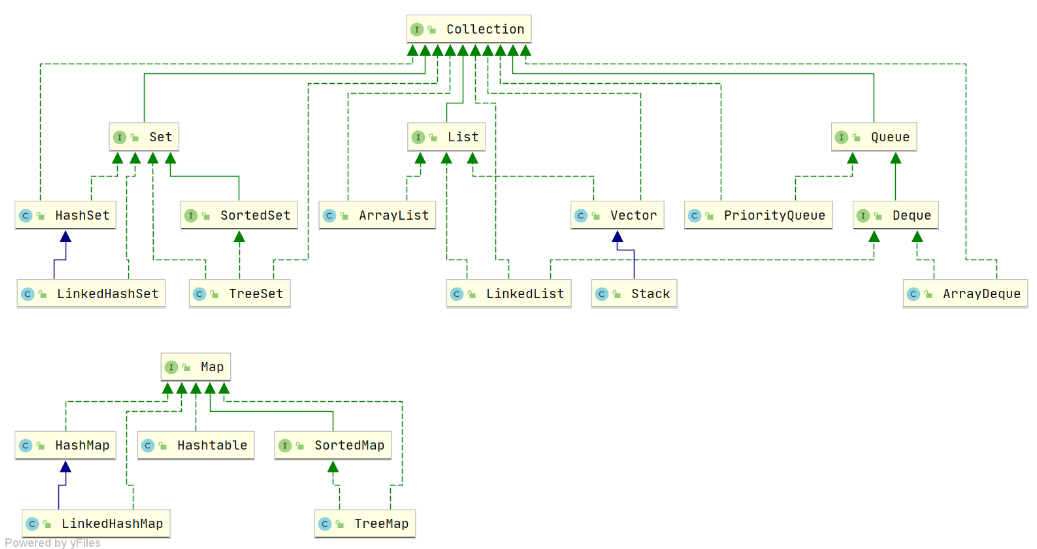 Collection
Set
List
Queue
HashSet
SortedSet
ArrayList
Vector
PriorityQueue
Deque
LinkedHashSet
TreeSet
LinkedList
Stack
ArrayDeque
Map
HashMap
Hashtable
SortedMap
LinkedHashMap
TreeMap
Powered by yFiles